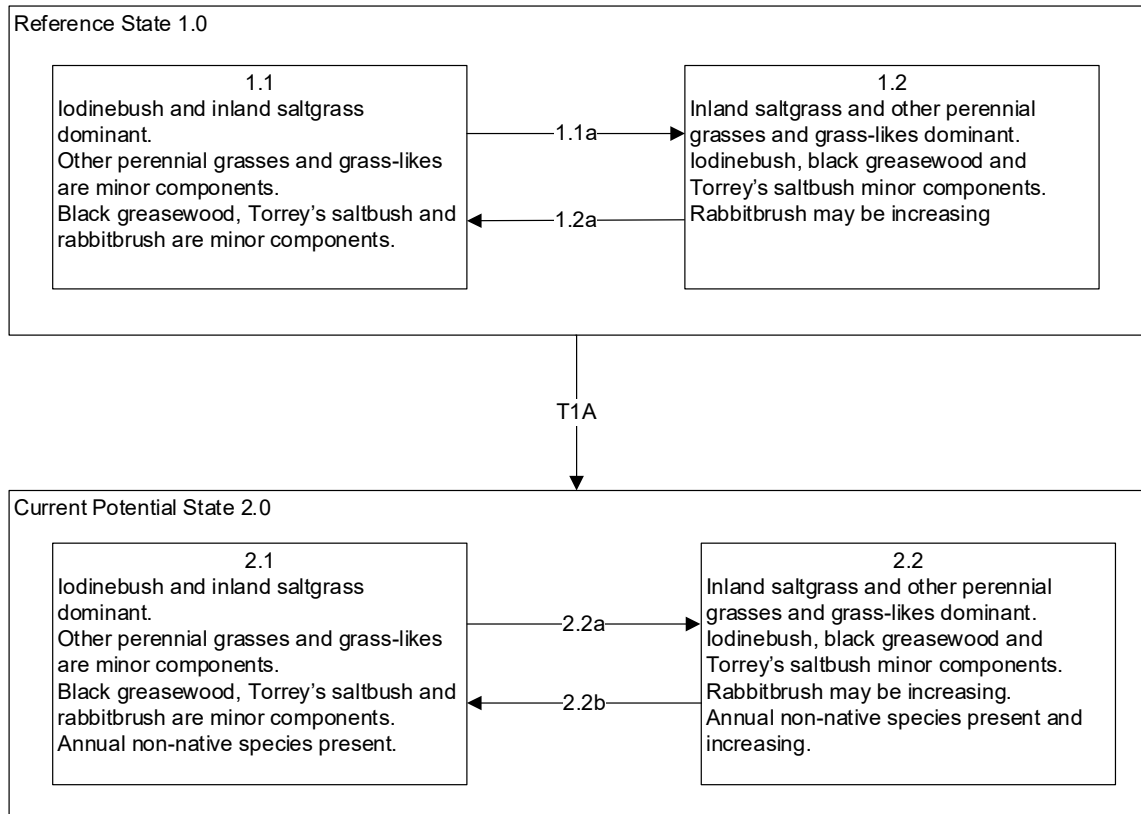 Reference State 1.0
1.1
Iodinebush and inland saltgrass
dominant.
Other perennial grasses and grass-likes
are minor components.
Black greasewood, Torrey’s saltbush and
rabbitbrush are minor components.
1.1a
1.2a
1.2
Inland saltgrass and other perennial
grasses and grass-likes dominant.
Iodinebush, black greasewood and
Torrey’s saltbush minor components.
Rabbitbrush may be increasing
T1A
Current Potential State 2.0
2.1
Iodinebush and inland saltgrass
dominant.
Other perennial grasses and grass-likes
are minor components.
Black greasewood, Torrey’s saltbush and
rabbitbrush are minor components.
Annual non-native species present.
2.2a
2.2b
2.2
Inland saltgrass and other perennial
grasses and grass-likes dominant.
Iodinebush, black greasewood and
Torrey’s saltbush minor components.
Rabbitbrush may be increasing.
Annual non-native species present and
increasing.